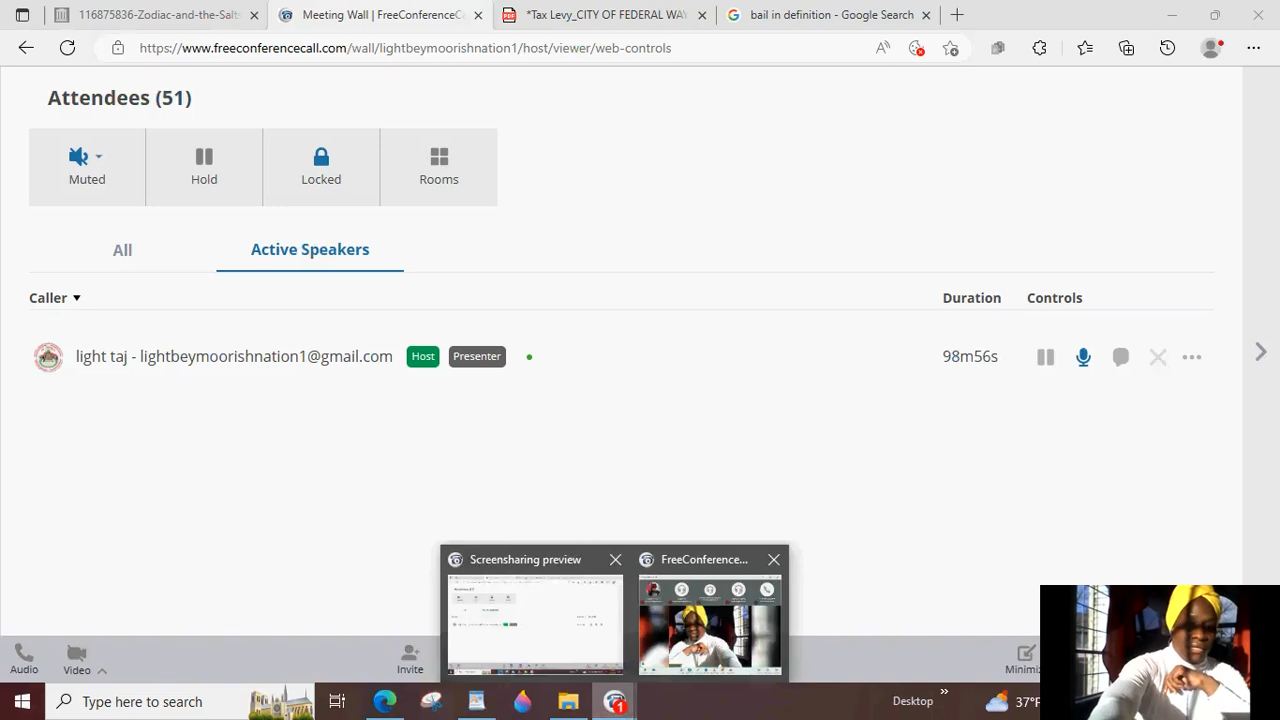 116875836-Zodiac-and-the-Salt
Meeting Wall | FreeConferenceC
*Tax Levy_CITY OF FEDERAL WA
bail in definition - Google Search
https://www.freeconferencecall.com/wall/lightbeymoorishnation1/host/viewer/web-controls
Attendees (51)
Muted
Hold
Locked
Rooms
All
Active Speakers
Caller
Duration
Controls
light taj - lightbeymoorishnation1@gmail.com
Host
Presenter
98m56s
Screensharing preview
FreeConference...
Audio
Video
Invite
Minimiz
Type here to search
1
Desktop
37°F